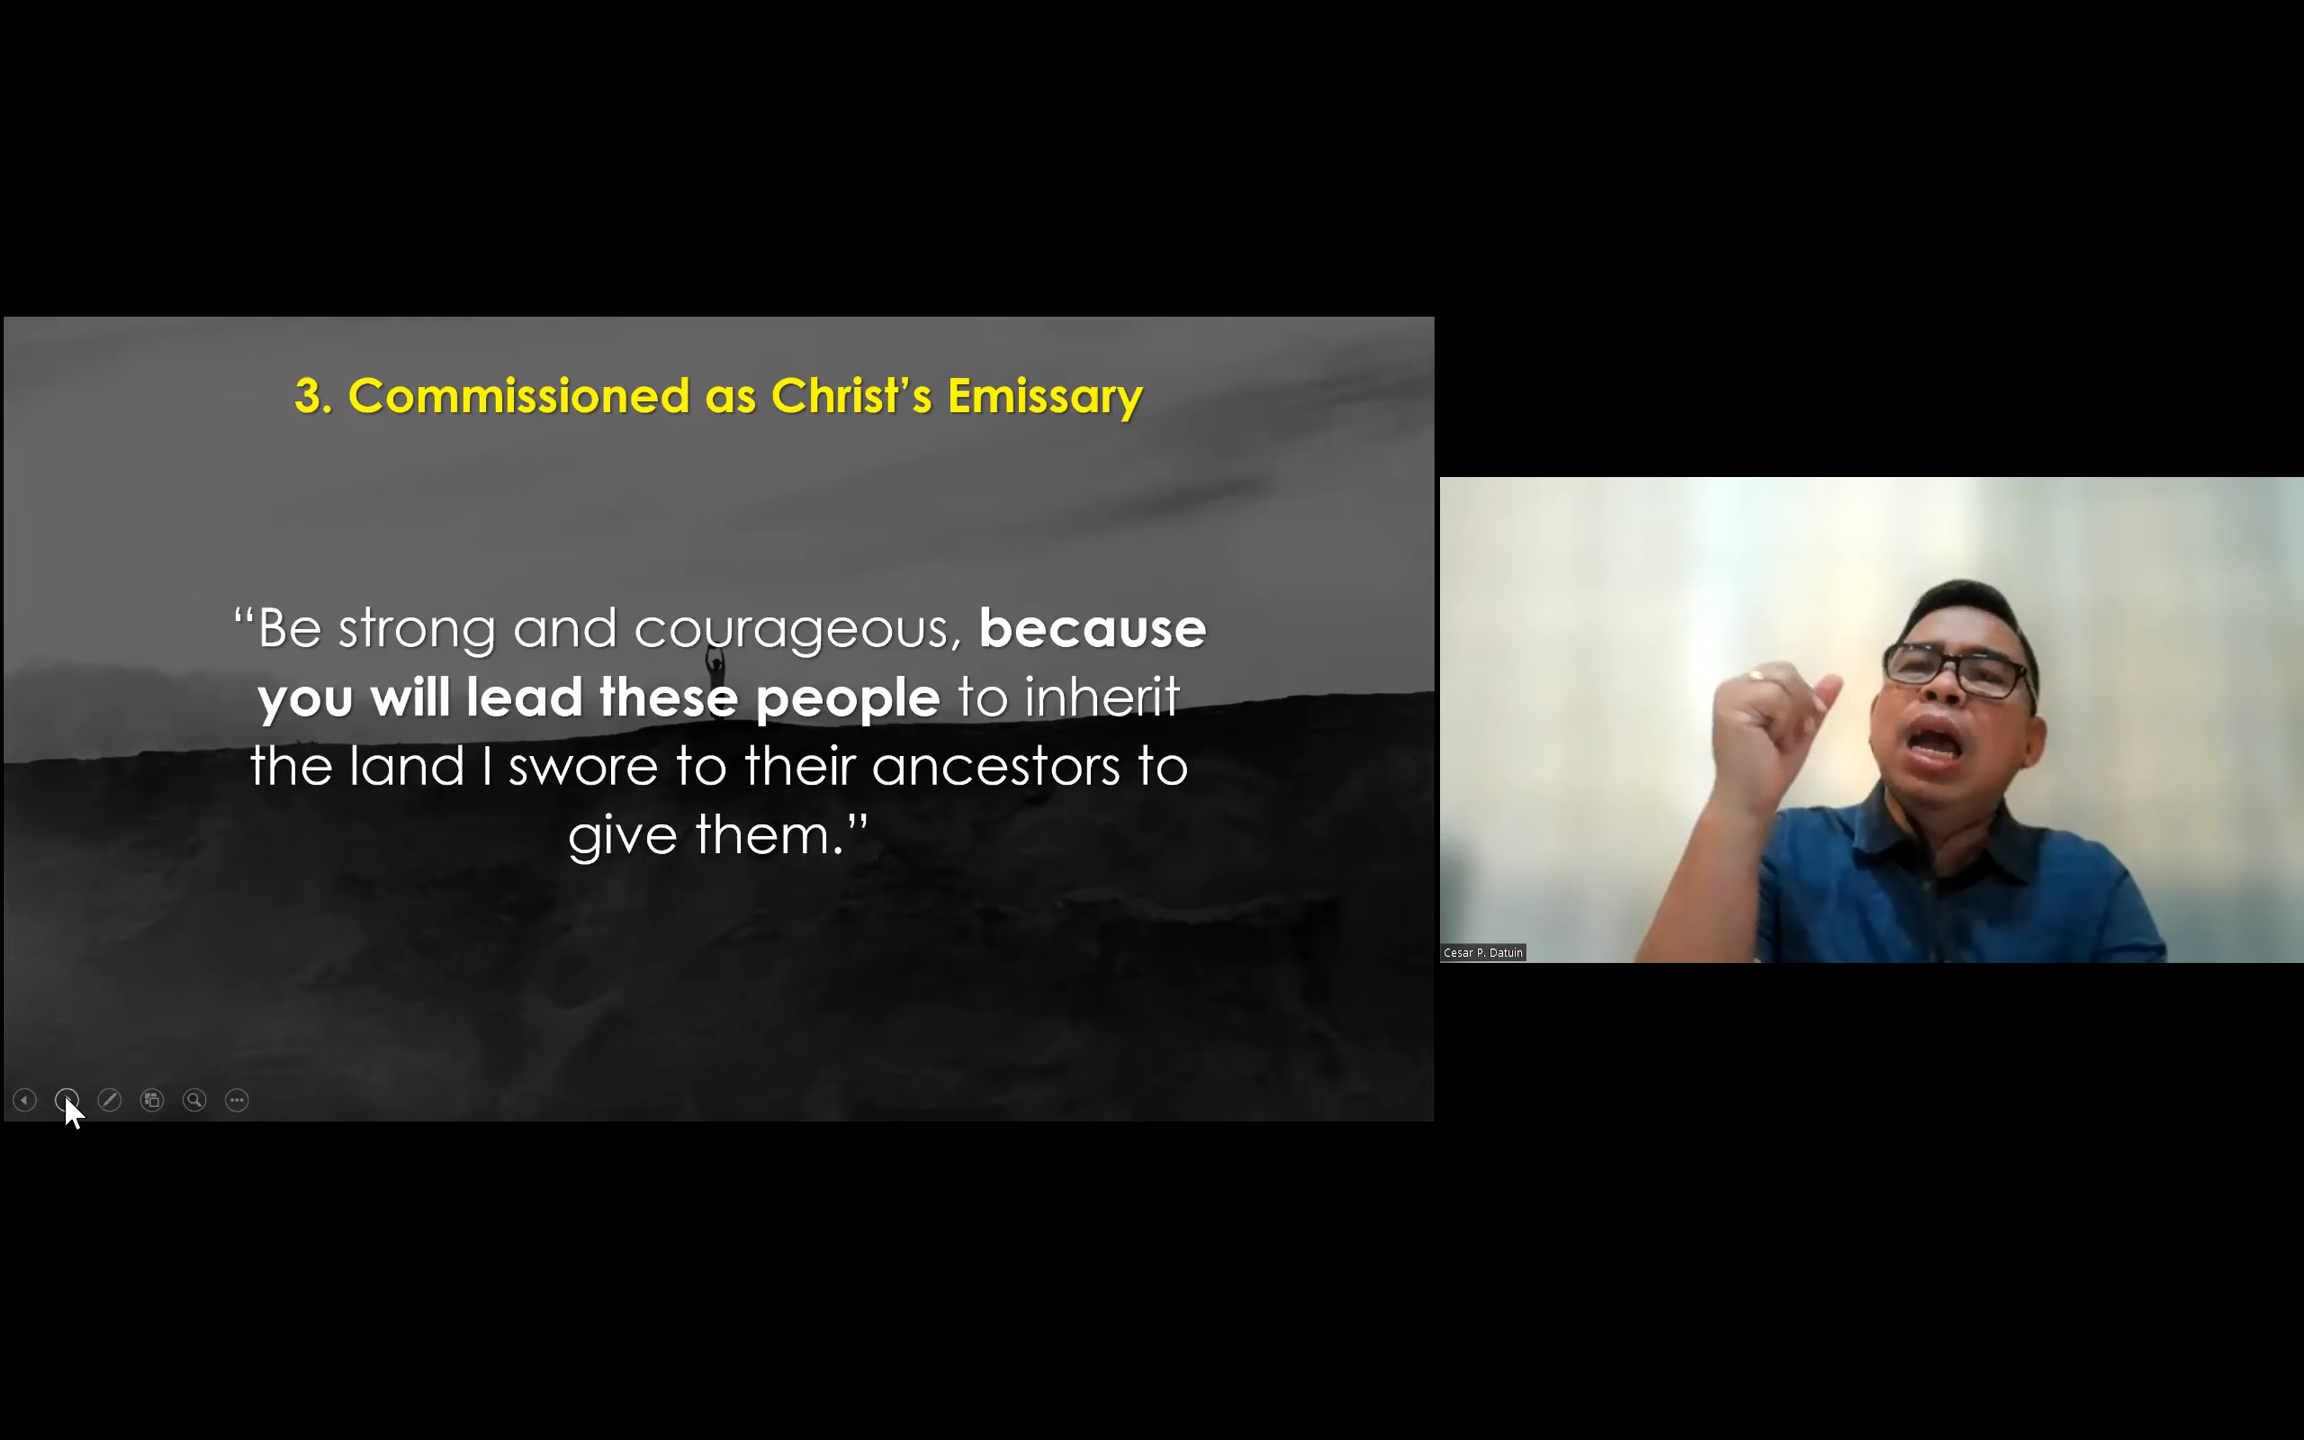 3. Commissioned as Christ’s Emissary
“Be strong and courageous, because
you will lead these people to inherit
the land I swore to their ancestors to
give them.”
Cesar P. Datuin